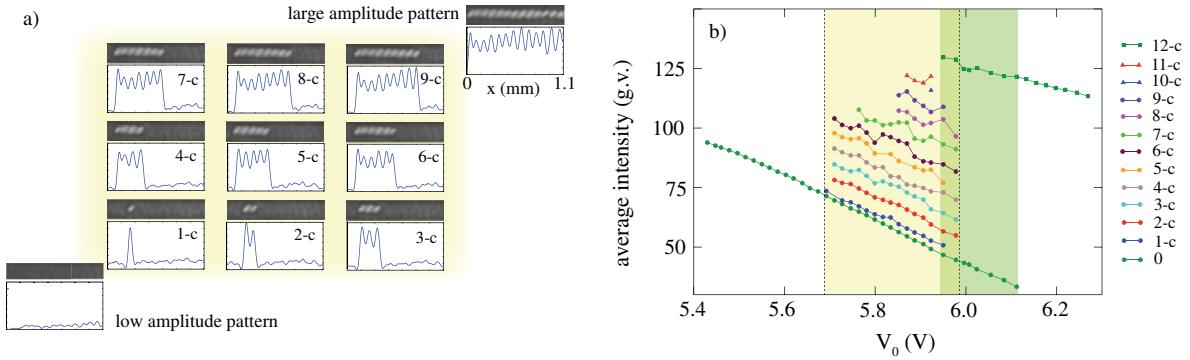 a)
large amplitude pattern
7-c
8-c
9-c
0
x (mm)
1.1
4-c
5-c
6-c
1-c
2-c
3-c
low amplitude pattern
b)
average intensity (g.v.)
125
100
75
50
5.4
5.6
5.8
6.0
6.2
V₀ (V)
12-c
11-c
10-c
9-c
8-c
7-c
6-c
5-c
4-c
3-c
2-c
1-c
0